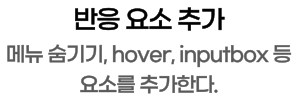 반응 요소 추가
메뉴 숨기기, hover, inputbox 등
요소를 추가한다.